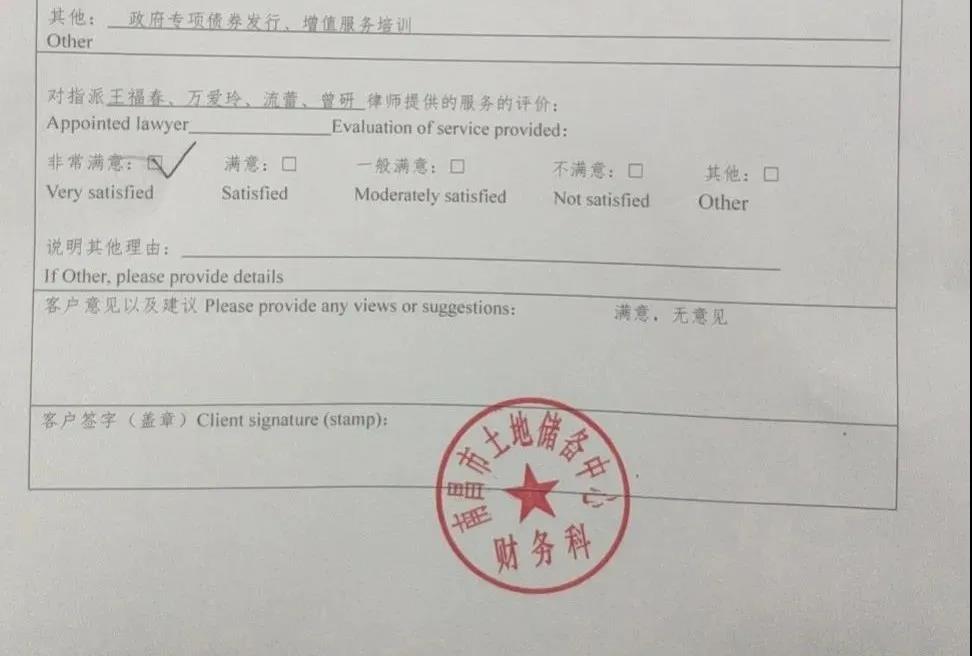 其他： 政府专项债券发行、增值服务培训
Other
对指派王福春、万爱玲、流蕾、曾研 律师提供的服务的评价：
Appointed lawyer_______________Evaluation of service provided：
非常满意：☑ 满意：□ 一般满意：□ 不满意：□ 其他：□
Very satisfied Satisfied Moderately satisfied Not satisfied Other
说明其他理由：
If Other, please provide details
客户意见以及建议 Please provide any views or suggestions： 满意，无意见
客户签字（盖章）Client signature (stamp)：
南昌市土地储备中心
财务科